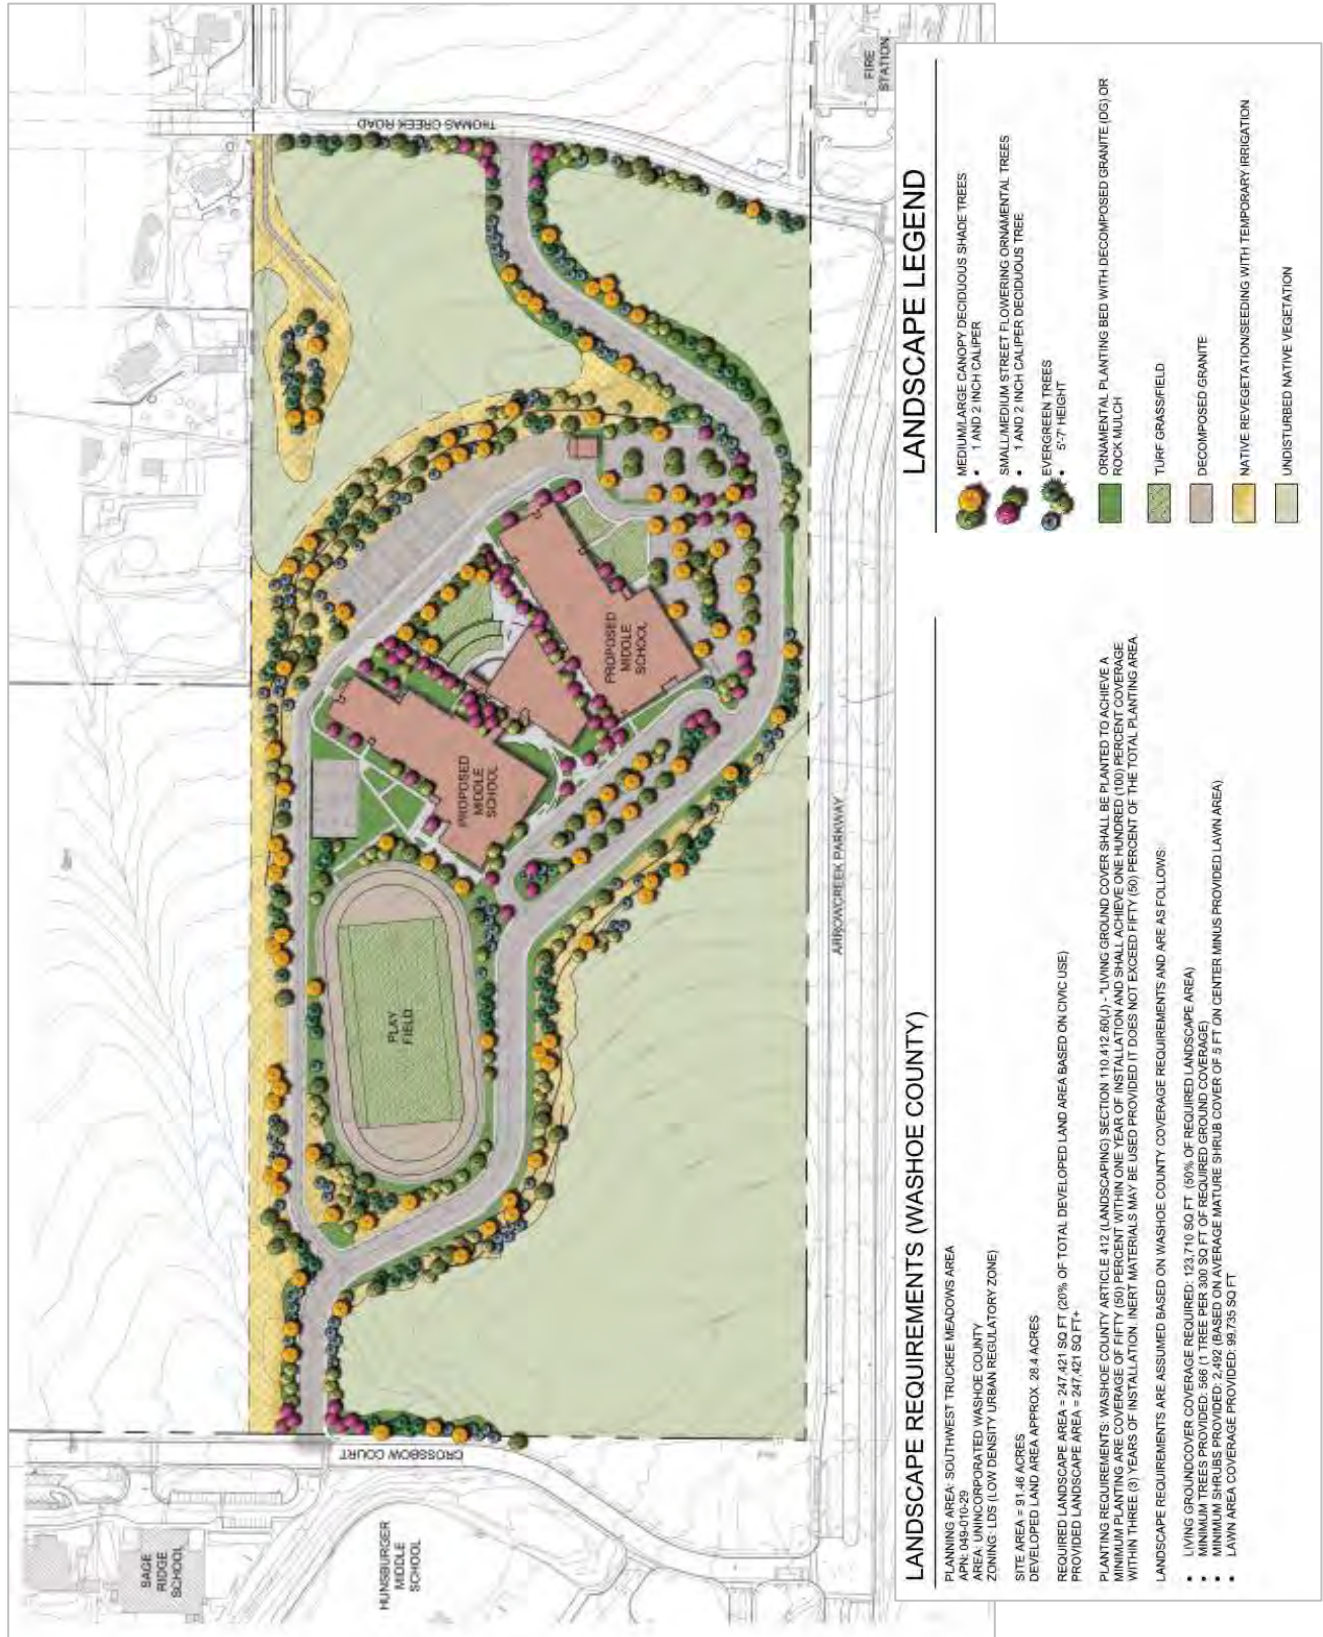 THOMAS CREEK ROAD
FIRE
STATION
PROPOSED
MIDDLE
SCHOOL
PROPOSED
MIDDLE
SCHOOL
PLAY
FIELD
ARROWCREEK PARKWAY
CROSSBOW COURT
SAGE
RIDGE
SCHOOL
HUNSBURGER
MIDDLE
SCHOOL
LANDSCAPE REQUIREMENTS (WASHOE COUNTY)
PLANNING AREA: SOUTHWEST TRUCKEE MEADOWS AREA
APN: 049-010-29
AREA: UNINCORPORATED WASHOE COUNTY
ZONING: LDS (LOW DENSITY URBAN REGULATORY ZONE)
SITE AREA = 91.46 ACRES
DEVELOPED LAND AREA APPROX. 28.4 ACRES
REQUIRED LANDSCAPE AREA = 247,421 SQ FT (20% OF TOTAL DEVELOPED LAND AREA BASED ON CIVIC USE)
PROVIDED LANDSCAPE AREA = 247,421 SQ FT+
PLANTING REQUIREMENTS: WASHOE COUNTY ARTICLE 412 (LANDSCAPING) SECTION 110.412.60(J) - "LIVING GROUND COVER SHALL BE PLANTED TO ACHIEVE A
MINIMUM PLANTING ARE COVERAGE OF FIFTY (50) PERCENT WITHIN ONE YEAR OF INSTALLATION AND SHALL ACHIEVE ONE HUNDRED (100) PERCENT COVERAGE
WITHIN THREE (3) YEARS OF INSTALLATION. INERT MATERIALS MAY BE USED PROVIDED IT DOES NOT EXCEED FIFTY (50) PERCENT OF THE TOTAL PLANTING AREA
LANDSCAPE REQUIREMENTS ARE ASSUMED BASED ON WASHOE COUNTY COVERAGE REQUIREMENTS AND ARE AS FOLLOWS:
• LIVING GROUNDCOVER COVERAGE REQUIRED: 123,710 SQ FT (50% OF REQUIRED LANDSCAPE AREA)
• MINIMUM TREES PROVIDED: 566 (1 TREE PER 300 SQ FT OF REQUIRED GROUND COVERAGE)
• MINIMUM SHRUBS PROVIDED: 2,492 (BASED ON AVERAGE MATURE SHRUB COVER OF 5 FT ON CENTER MINUS PROVIDED LAWN AREA)
• LAWN AREA COVERAGE PROVIDED: 99,735 SQ FT
LANDSCAPE LEGEND
MEDIUM/LARGE CANOPY DECIDUOUS SHADE TREES
• 1 AND 2 INCH CALIPER
SMALL/MEDIUM STREET FLOWERING ORNAMENTAL TREES
• 1 AND 2 INCH CALIPER DECIDUOUS TREE
EVERGREEN TREES
• 5'-7' HEIGHT
ORNAMENTAL PLANTING BED WITH DECOMPOSED GRANITE (DG) OR
ROCK MULCH
TURF GRASS/FIELD
DECOMPOSED GRANITE
NATIVE REVEGETATION/SEEDING WITH TEMPORARY IRRIGATION
UNDISTURBED NATIVE VEGETATION